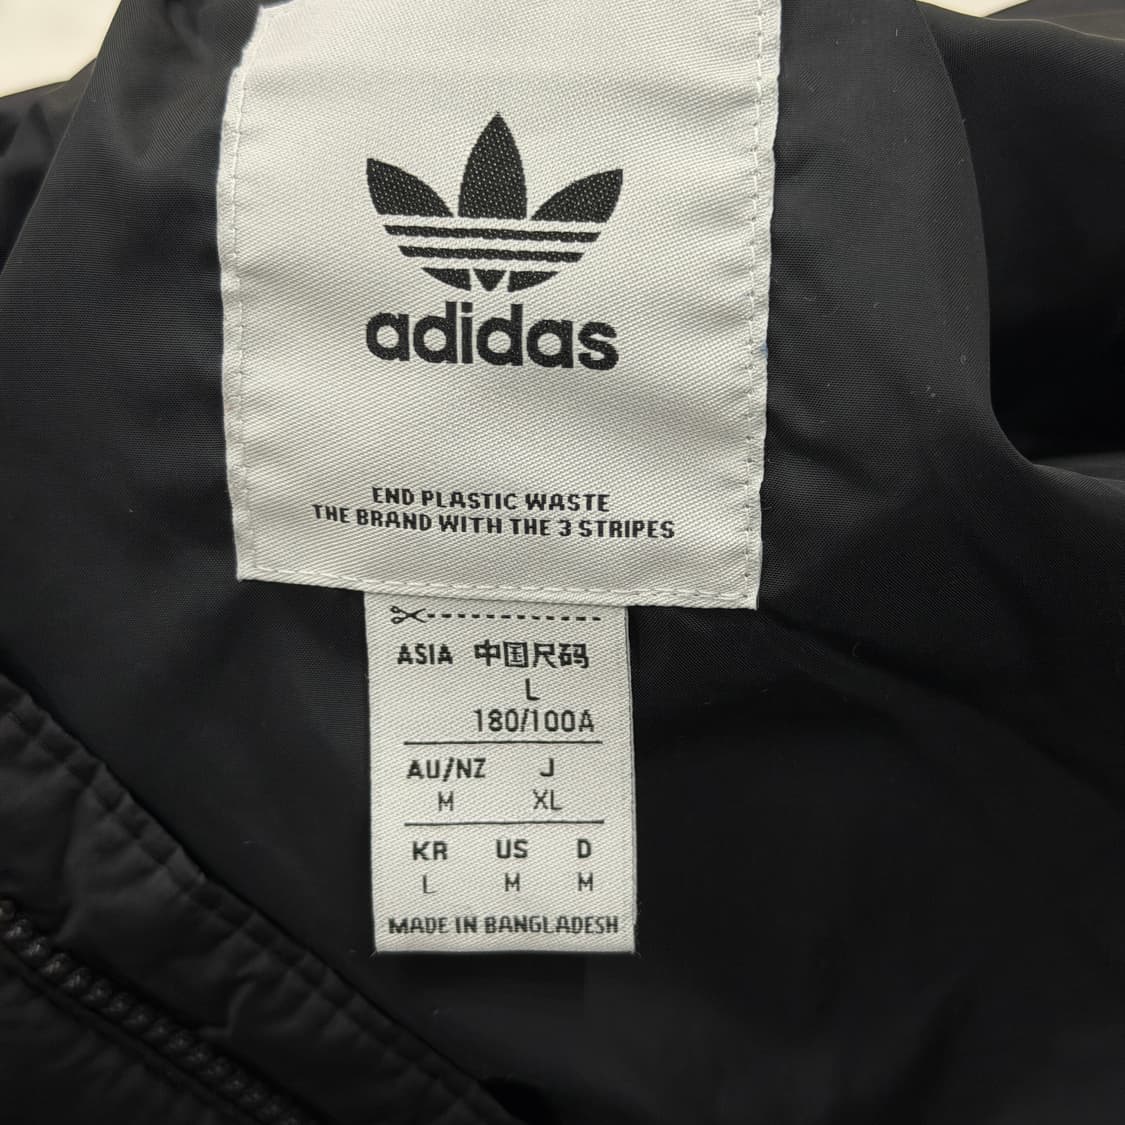 adidas
END PLASTIC WASTE
THE BRAND WITH THE 3 STRIPES
ASIA 中国尺码
L
180/100A
AU/NZ J
M XL
KR US D
L M M
MADE IN BANGLADESH